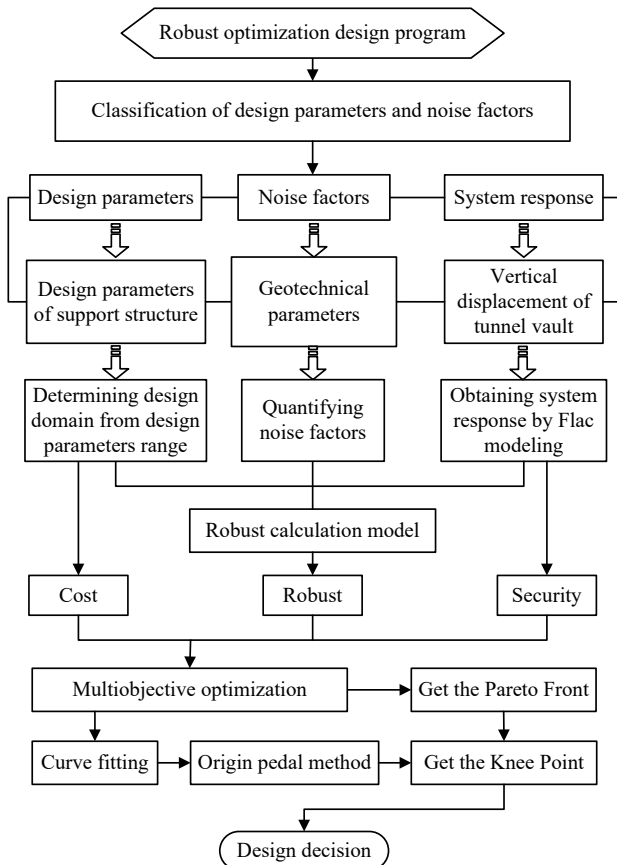 Robust optimization design program
Classification of design parameters and noise factors
Design parameters
Noise factors
System response
Design parameters
of support structure
Geotechnical
parameters
Vertical
displacement of
tunnel vault
Determining design
domain from design
parameters range
Quantifying
noise factors
Obtaining system
response by Flac
modeling
Robust calculation model
Cost
Robust
Security
Multiobjective optimization
Get the Pareto Front
Curve fitting
Origin pedal method
Get the Knee Point
Design decision